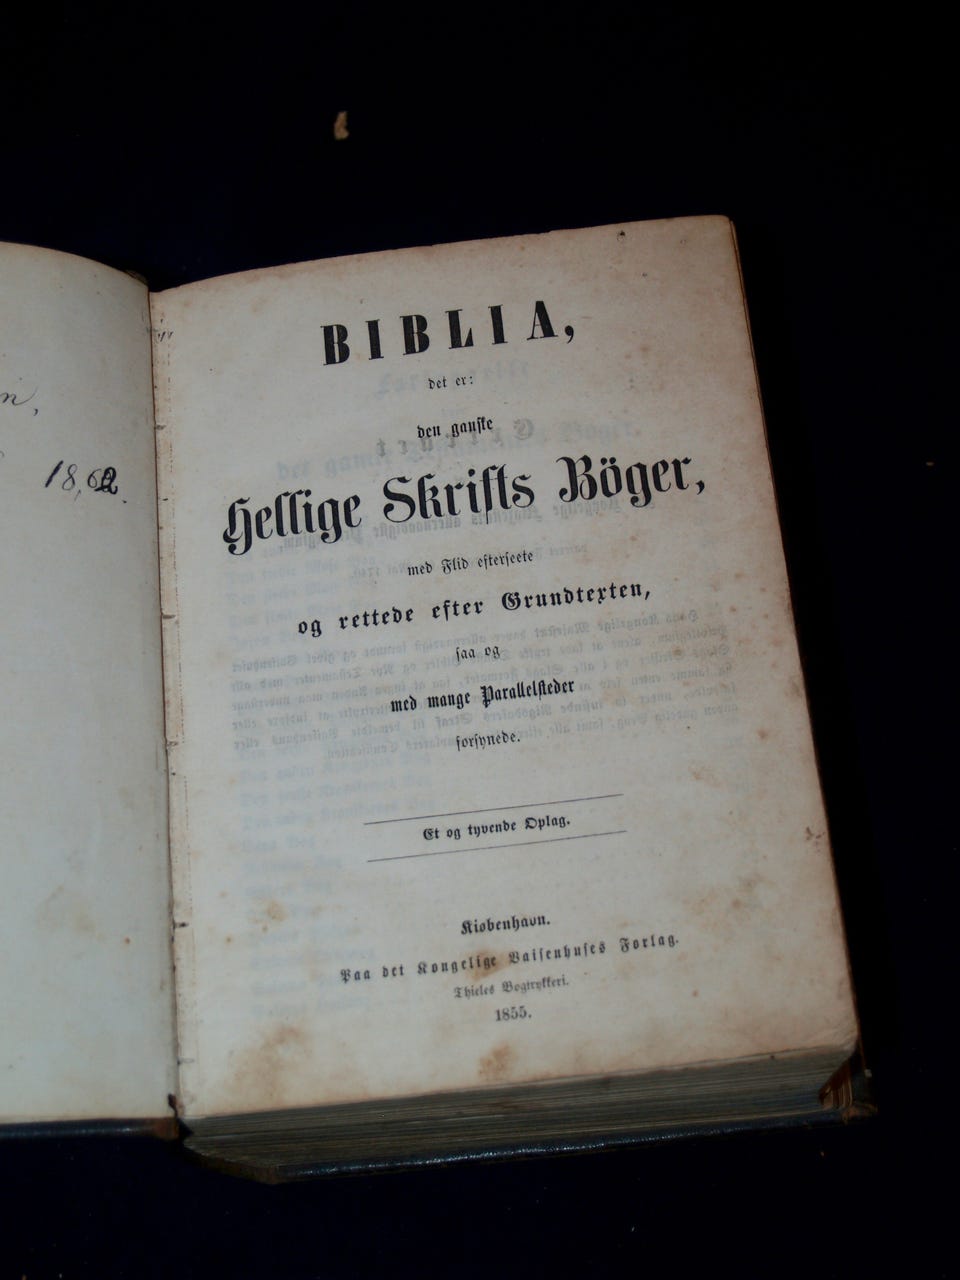 n,
18,62.
BIBLIA,
det er:
den ganske
Hellige Skrifts Böger,
med Flid efterseete
og rettede efter Grundtexten,
saa og
med mange Parallelsteder
forsynede.
Et og tyvende Oplag.
Kiøbenhavn.
Paa det Kongelige Vaisenhuses Forlag.
Thieles Bogtrykkeri.
1855.